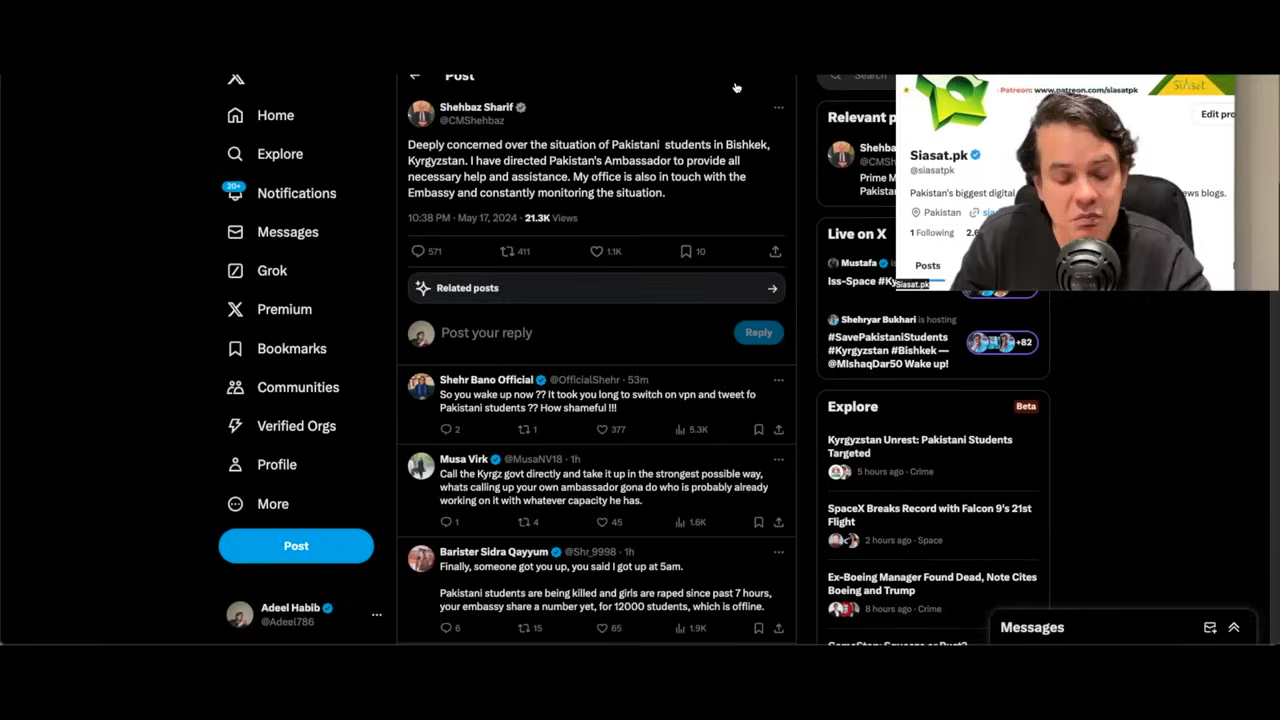 Home
Explore
20+
Notifications
Messages
Grok
Premium
Bookmarks
Communities
Verified Orgs
Profile
More
Post
Adeel Habib
@Adeel786
Post
Shehbaz Sharif
@CMShehbaz
Deeply concerned over the situation of Pakistani students in Bishkek,
Kyrgyzstan. I have directed Pakistan's Ambassador to provide all
necessary help and assistance. My office is also in touch with the
Embassy and constantly monitoring the situation.
10:38 PM · May 17, 2024 · 21.3K Views
571 411 1.1K 10
Related posts
Post your reply
Reply
Shehr Bano Official @OfficialShehr · 53m
So you wake up now ?? It took you long to switch on vpn and tweet fo
Pakistani students ?? How shameful !!!
2 1 377 5.3K
Musa Virk @MusaNV18 · 1h
Call the Kyrgz govt directly and take it up in the strongest possible way,
whats calling up your own ambassador gona do who is probably already
working on it with whatever capacity he has.
1 4 45 1.6K
Barister Sidra Qayyum @Shr_9998 · 1h
Finally, someone got you up, you said I got up at 5am.
Pakistani students are being killed and girls are raped since past 7 hours,
your embassy share a number yet, for 12000 students, which is offline.
6 15 65 1.9K
Search
Relevant p
Shehba
@CMSh
Prime M
Pakistan
Live on X
Mustafa is
Iss-Space #Ky
Shehryar Bukhari is hosting
#SavePakistaniStudents
#Kyrgyzstan #Bishkek —
@MIshaqDar50 Wake up!
+82
Explore
Beta
Kyrgyzstan Unrest: Pakistani Students
Targeted
5 hours ago · Crime
SpaceX Breaks Record with Falcon 9's 21st
Flight
2 hours ago · Space
Ex-Boeing Manager Found Dead, Note Cites
Boeing and Trump
8 hours ago · Crime
Messages
Patreon: www.patreon.com/siasatpk
Siasat
Edit pro
Siasat.pk
@siasatpk
Pakistan's biggest digital
ews blogs.
Pakistan
1 Following
Posts
Siasat.pk